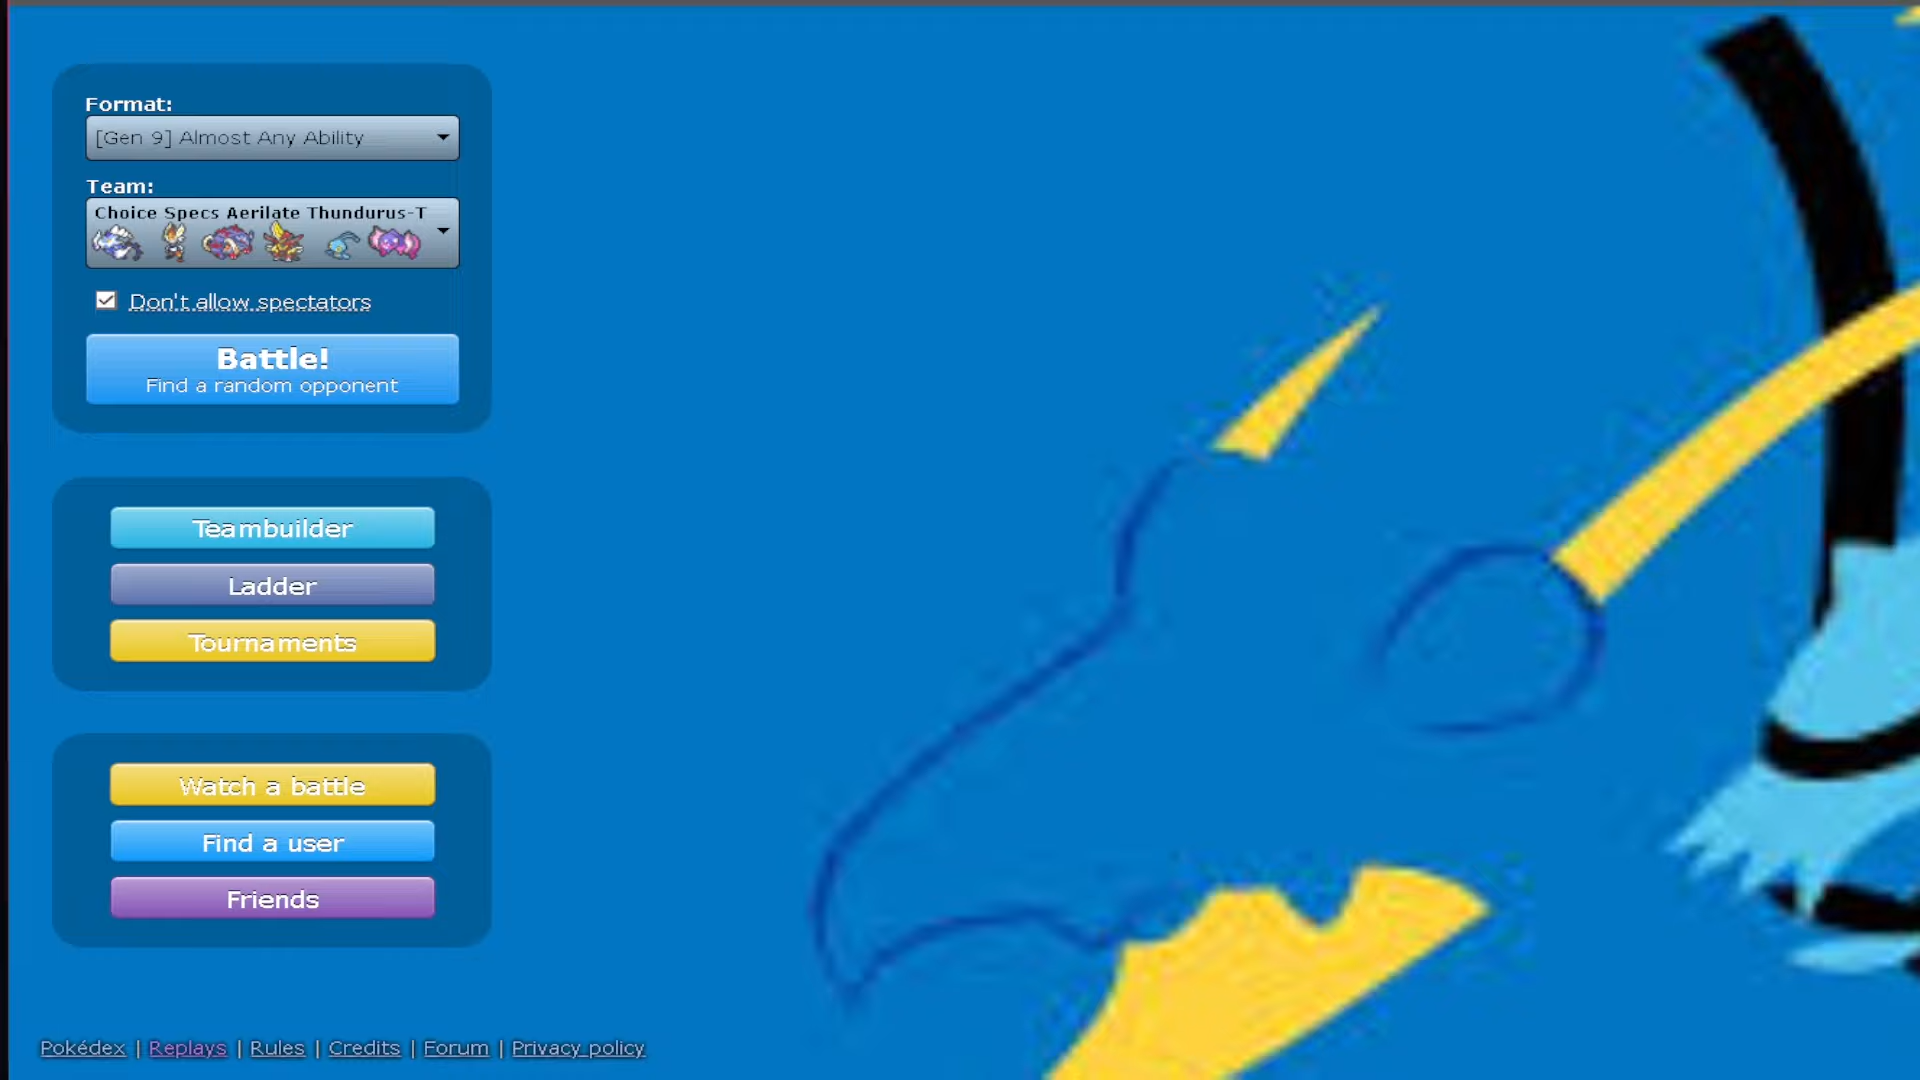 Format:
[Gen 9] Almost Any Ability
Team:
Choice Specs Aerilate Thundurus-T
Don't allow spectators
Battle!
Find a random opponent
Teambuilder
Ladder
Tournaments
Watch a battle
Find a user
Friends
Pokédex | Replays | Rules | Credits | Forum | Privacy policy